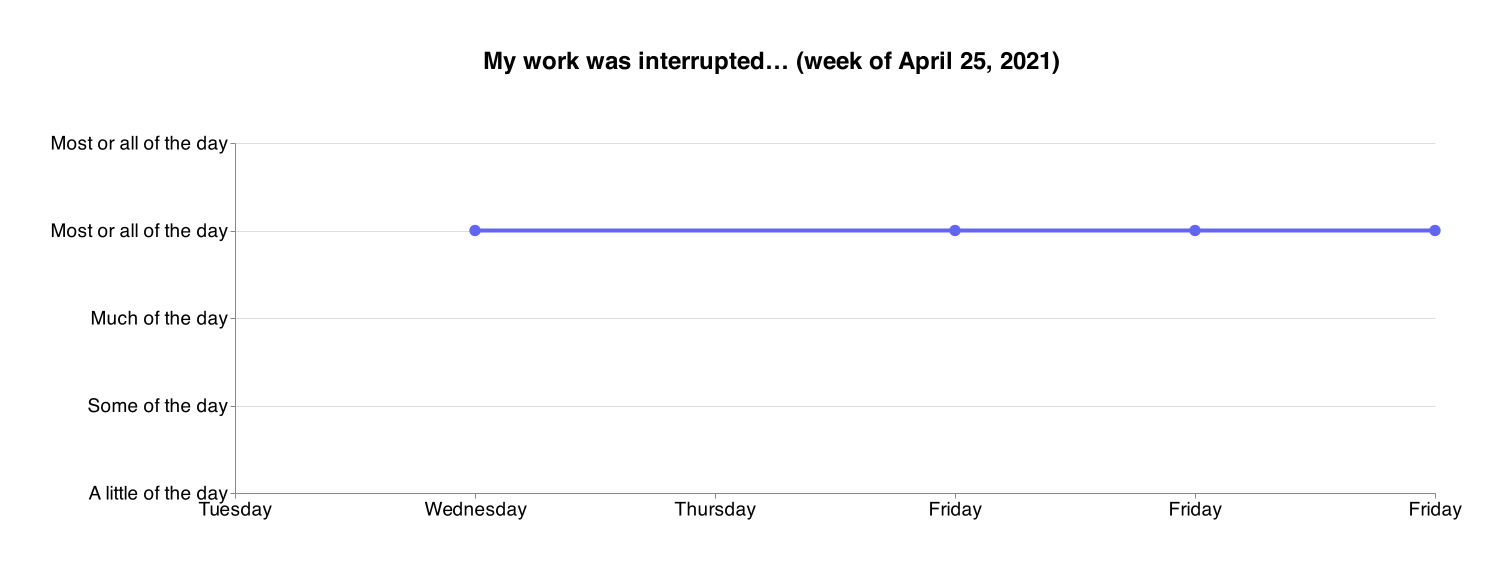 My work was interrupted… (week of April 25, 2021)
Most or all of the day
Most or all of the day
Much of the day
Some of the day
A little of the day
Tuesday Wednesday Thursday Friday Friday Friday